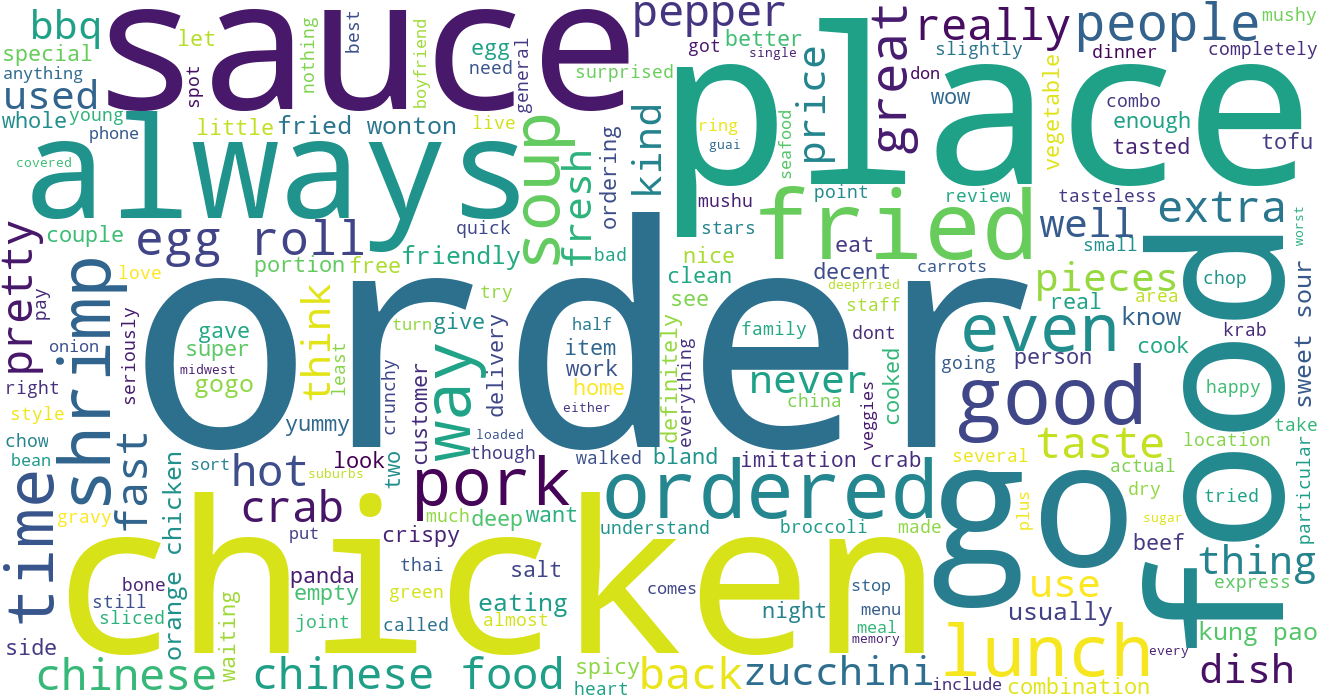 sauce
place
order
chicken
food
go
always
fried
good
ordered
shrimp
soup
way
even
lunch
pork
time
great
really
people
pepper
bbq
special
let
best
egg
need
general
got
better
single
mushy
slightly
dinner
completely
anything
spot
nothing
boyfriend
surprised
don
used
wow
combo
price
vegetable
whole
young
phone
little
fried wonton
live
kind
ring
guai
seafood
enough
tasted
tofu
covered
ordering
fresh
mushu
point
review
tasteless
extra
worst
couple
egg roll
quick
stars
well
small
pretty
portion
free
friendly
bad
nice
eat
clean
decent
carrots
pieces
chop
sweet sour
love
think
try
see
deepfried
staff
real
area
pay
seriously
gave
turn
give
half
family
dont
know
krab
onion
super
least
delivery
item
definitely
everything
cooked
going
person
cook
midwest
gogo
work
home
never
right
crunchy
customer
either
china
veggies
happy
style
yummy
taste
take
chow
fast
loaded
location
bean
sort
hot
look
two
though
walked
bland
imitation crab
several
actual
suburbs
dry
tried
particular
gravy
orange chicken
crab
put
crispy
much
deep
want
understand
broccoli
made
plus
sugar
beef
thing
bone
panda
thai
salt
comes
stop
use
express
still
empty
green
sliced
waiting
joint
called
eating
almost
night
menu
meal
usually
memory
every
side
kung pao
chinese
chinese food
spicy
heart
back
zucchini
include
combination
dish